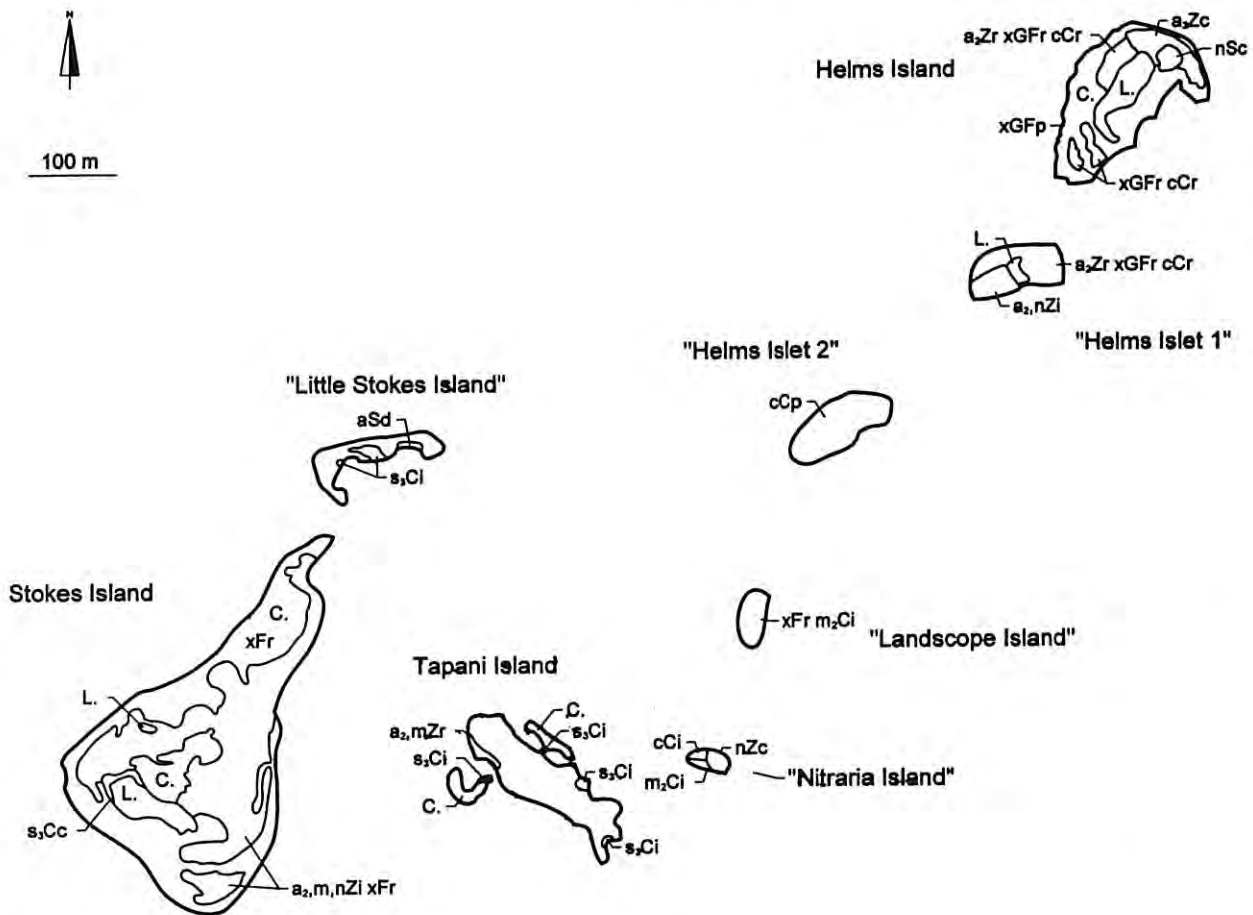 N
100 m
Helms Island
a₂Zr xGFr cCr
a₃Zc
nSc
C.
L.
xGFp
xGFr cCr
L.
a₂Zr xGFr cCr
a₂,nZi
"Helms Islet 1"
"Helms Islet 2"
cCp
"Little Stokes Island"
aSd
s₃Ci
Stokes Island
C.
xFr
L.
C.
L.
s₃Cc
a₂,m,nZi xFr
xFr m₂Ci
"Landscope Island"
Tapani Island
C.
s₃Ci
a₂,mZr
s₃Ci
C.
s₃Ci
s₃Ci
cCi
nZc
m₂Ci
"Nitraria Island"